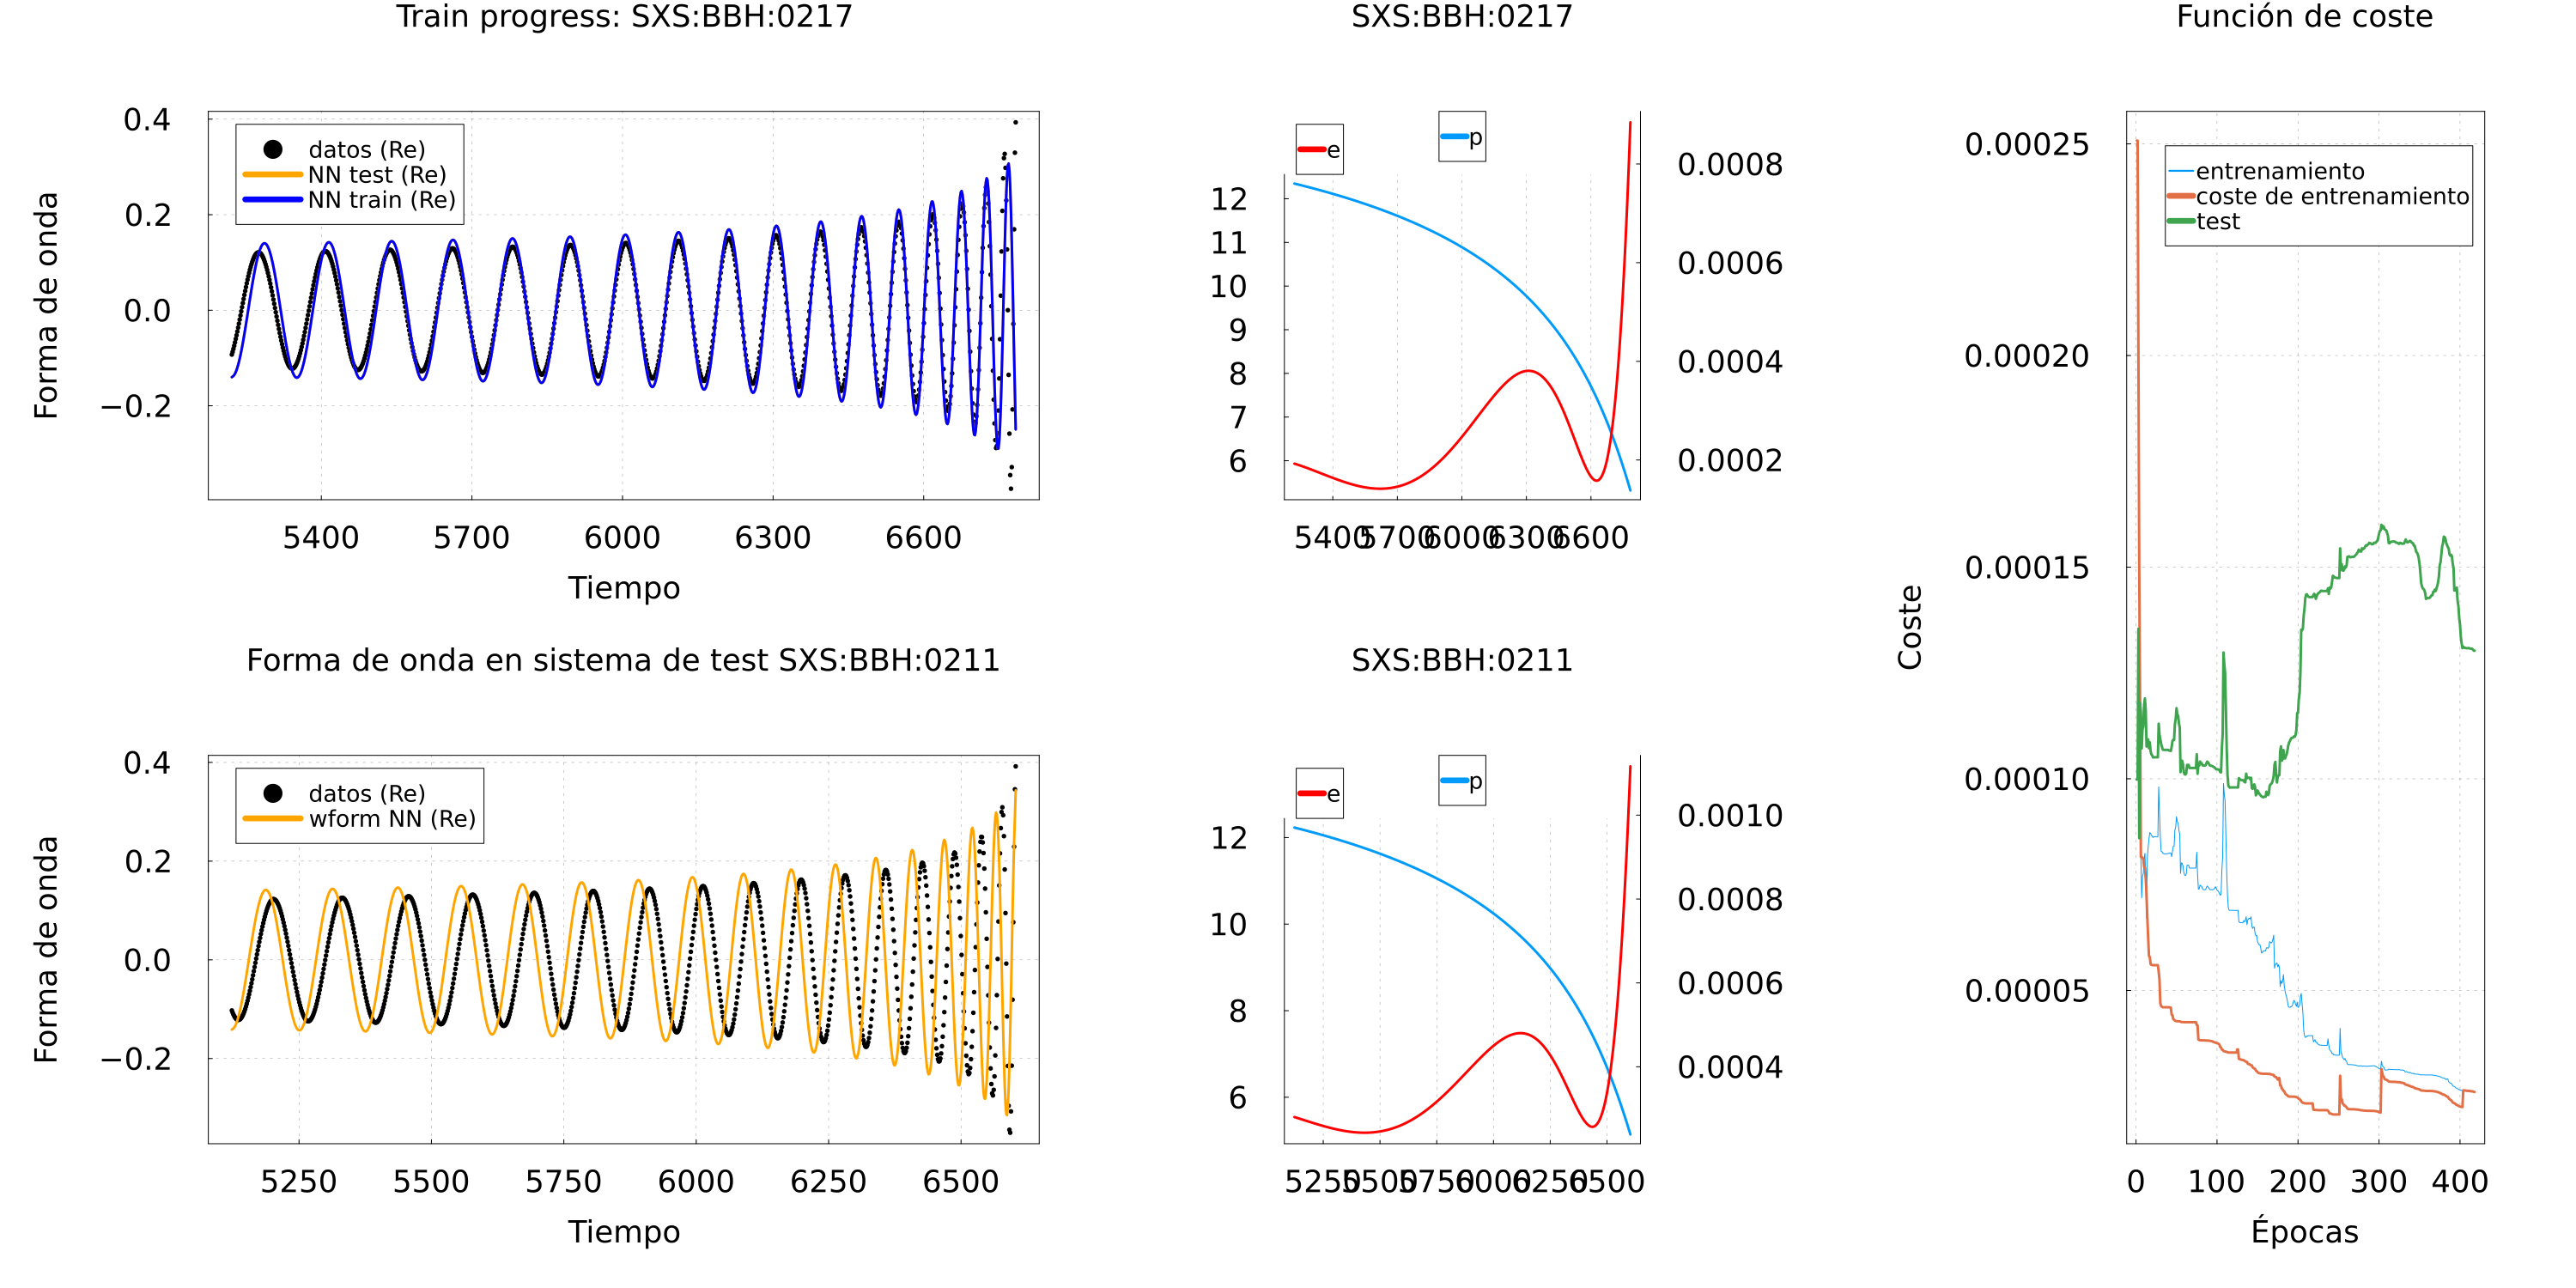 Train progress: SXS:BBH:0217
Forma de onda
0.4
0.2
0.0
−0.2
datos (Re)
NN test (Re)
NN train (Re)
5400 5700 6000 6300 6600
Tiempo
SXS:BBH:0217
e
p
12
11
10
9
8
7
6
0.0008
0.0006
0.0004
0.0002
5400 5700 6000 6300 6600
Forma de onda en sistema de test SXS:BBH:0211
Forma de onda
0.4
0.2
0.0
−0.2
datos (Re)
wform NN (Re)
5250 5500 5750 6000 6250 6500
Tiempo
SXS:BBH:0211
e
p
12
10
8
6
0.0010
0.0008
0.0006
0.0004
5250 5500 5750 6000 6250 6500
Función de coste
Coste
0.00025
0.00020
0.00015
0.00010
0.00005
entrenamiento
coste de entrenamiento
test
0 100 200 300 400
Épocas